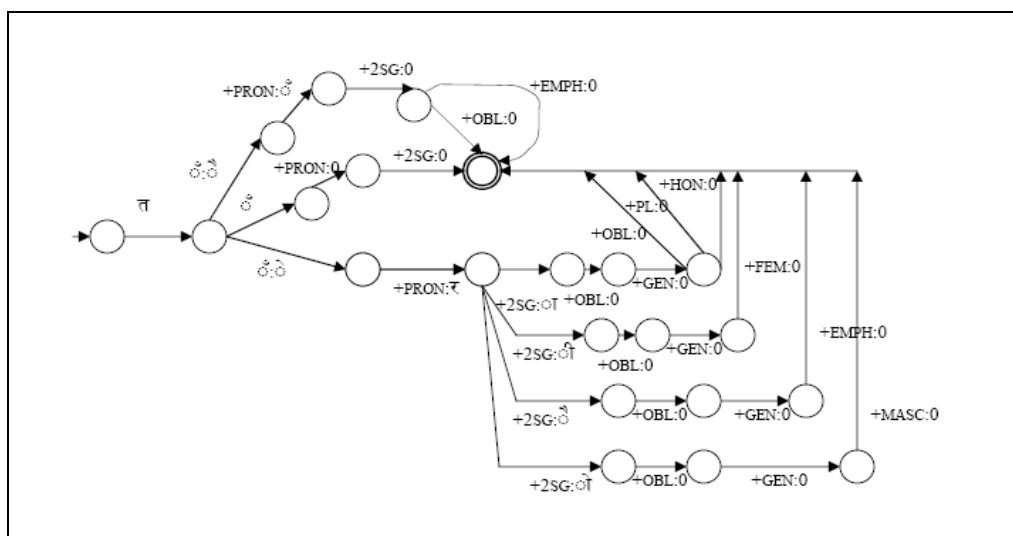 +2SG:0
+PRON:ँ
+EMPH:0
+OBL:0
ँ:ै
+PRON:0
+2SG:0
ँ
त
+HON:0
+PL:0
+OBL:0
ँ:े
+PRON:र
+2SG:ा
+OBL:0
+GEN:0
+FEM:0
+2SG:ी
+OBL:0
+GEN:0
+EMPH:0
+2SG:ै
+OBL:0
+GEN:0
+MASC:0
+2SG:ो
+OBL:0
+GEN:0